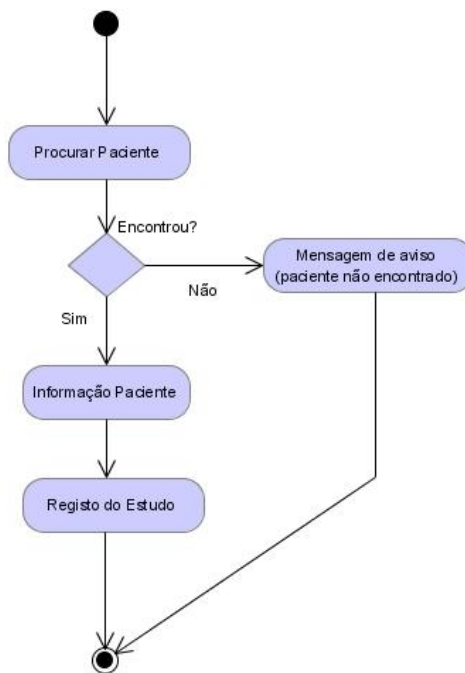 Procurar Paciente
Encontrou?
Mensagem de aviso
(paciente não encontrado)
Não
Sim
Informação Paciente
Registo do Estudo